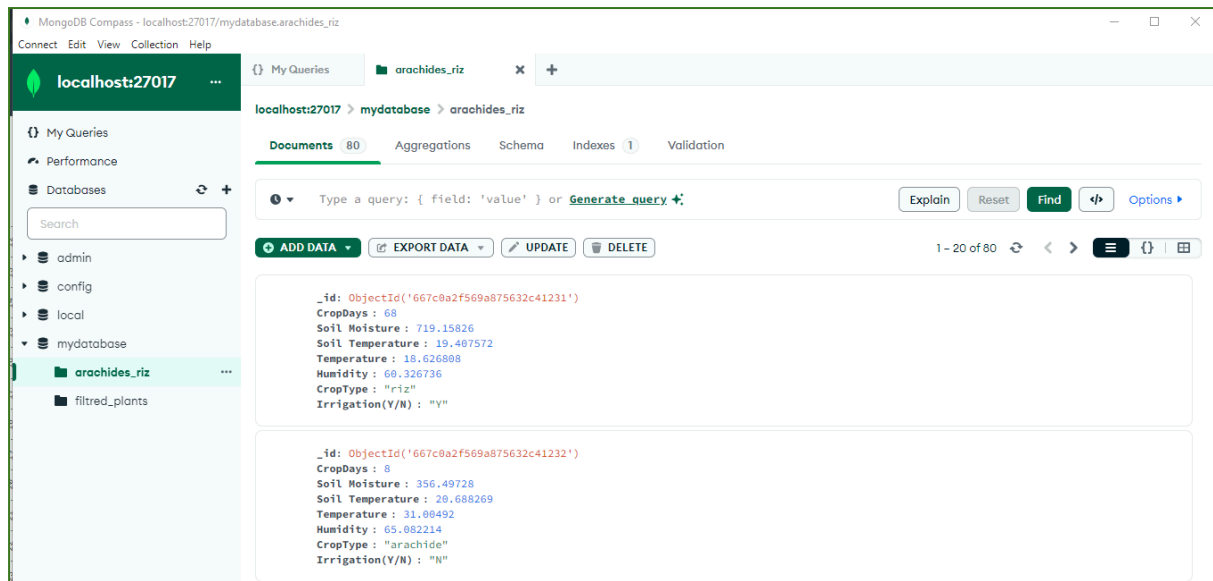 MongoDB Compass - localhost:27017/mydatabase.arachides_riz
Connect Edit View Collection Help
localhost:27017 ...
{} My Queries
Performance
Databases
Search
admin
config
local
mydatabase
arachides_riz ...
filtred_plants
{} My Queries arachides_riz
localhost:27017 > mydatabase > arachides_riz
Documents 80 Aggregations Schema Indexes 1 Validation
Type a query: { field: 'value' } or Generate query
Explain Reset Find </> Options
ADD DATA EXPORT DATA UPDATE DELETE
1 – 20 of 80 {}
_id: ObjectId('667c0a2f569a875632c41231')
CropDays : 68
Soil Moisture : 719.15826
Soil Temperature : 19.407572
Temperature : 18.626808
Humidity : 60.326736
CropType : "riz"
Irrigation(Y/N) : "Y"
_id: ObjectId('667c0a2f569a875632c41232')
CropDays : 8
Soil Moisture : 356.49728
Soil Temperature : 20.688269
Temperature : 31.00492
Humidity : 65.082214
CropType : "arachide"
Irrigation(Y/N) : "N"